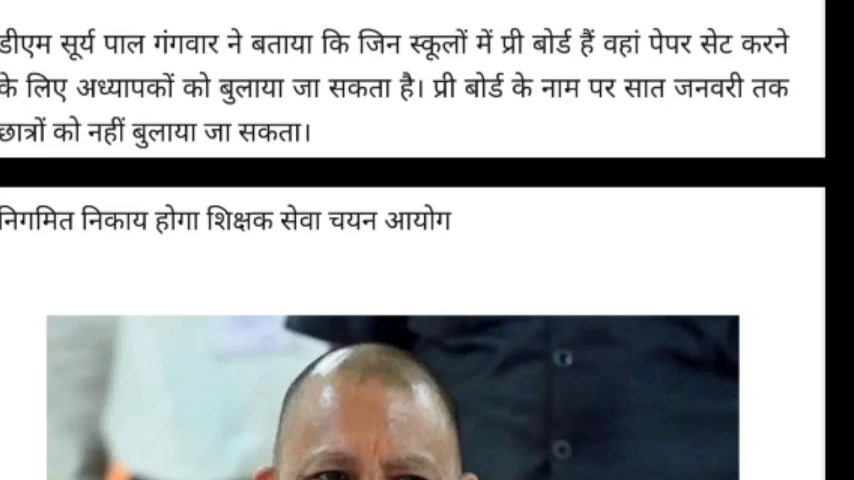 डीएम सूर्य पाल गंगवार ने बताया कि जिन स्कूलों में प्री बोर्ड हैं वहां पेपर सेट करने
के लिए अध्यापकों को बुलाया जा सकता है। प्री बोर्ड के नाम पर सात जनवरी तक
छात्रों को नहीं बुलाया जा सकता।
निगमित निकाय होगा शिक्षक सेवा चयन आयोग